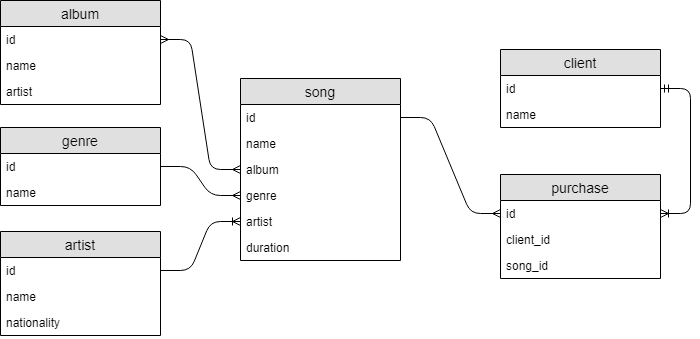 album
id
name
artist
genre
id
name
artist
id
name
nationality
song
id
name
album
genre
artist
duration
client
id
name
purchase
id
client_id
song_id